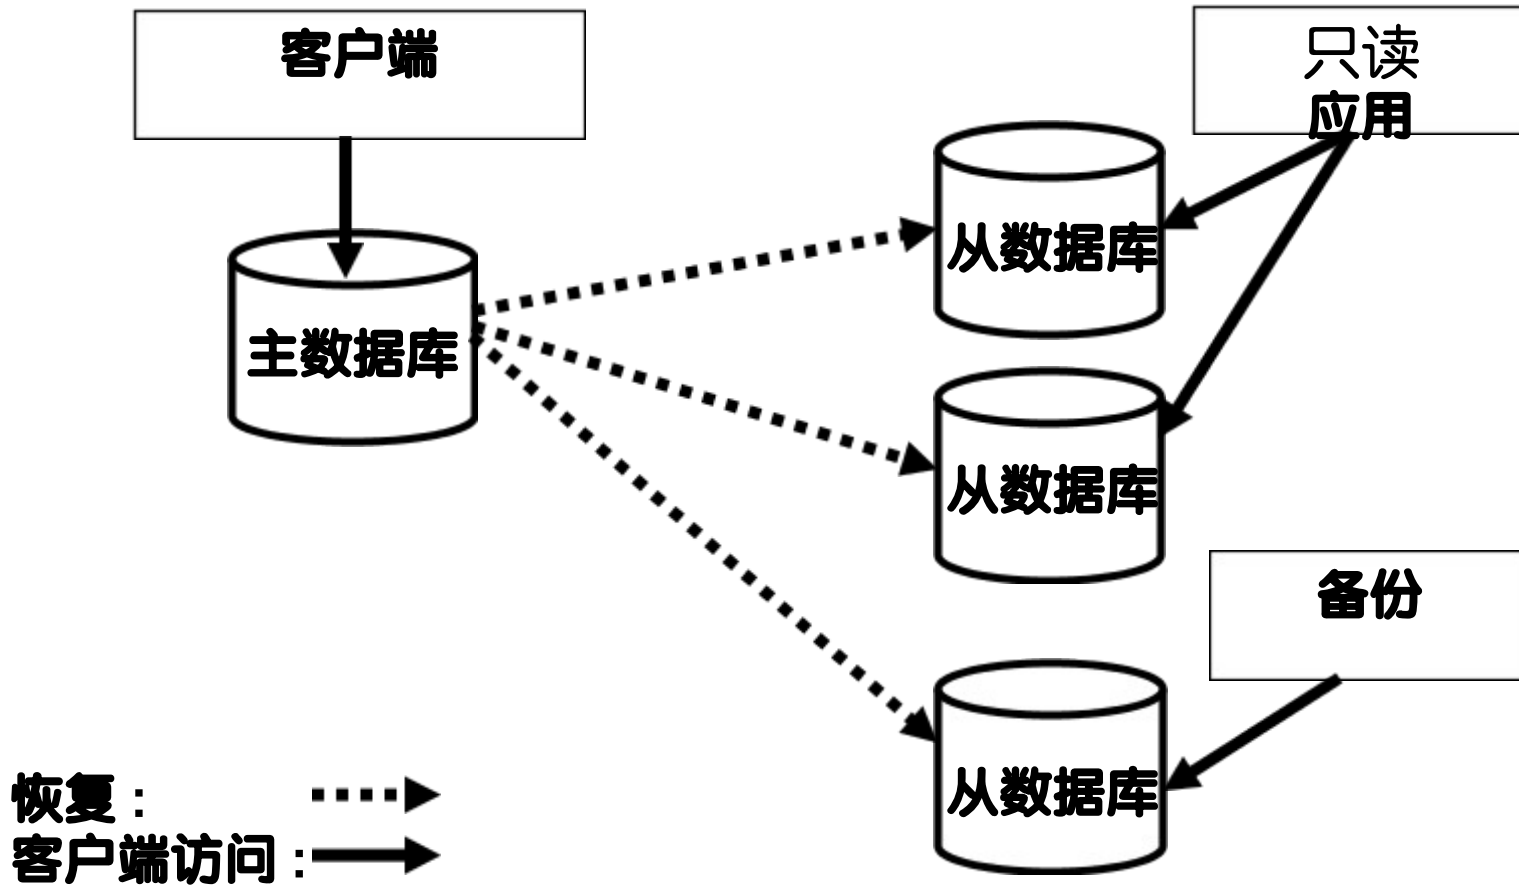 客户端
只读
应用
从数据库
主数据库
从数据库
备份
从数据库
恢复：
客户端访问：